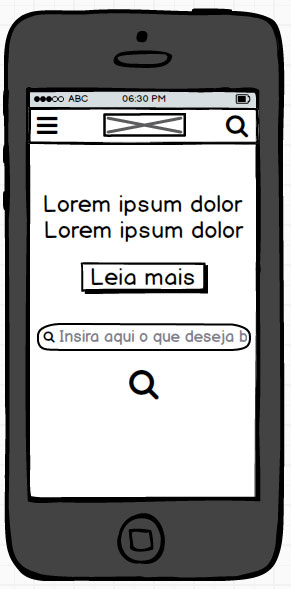 ABC 06:30 PM
Lorem ipsum dolor
Lorem ipsum dolor
Leia mais
Insira aqui o que deseja b